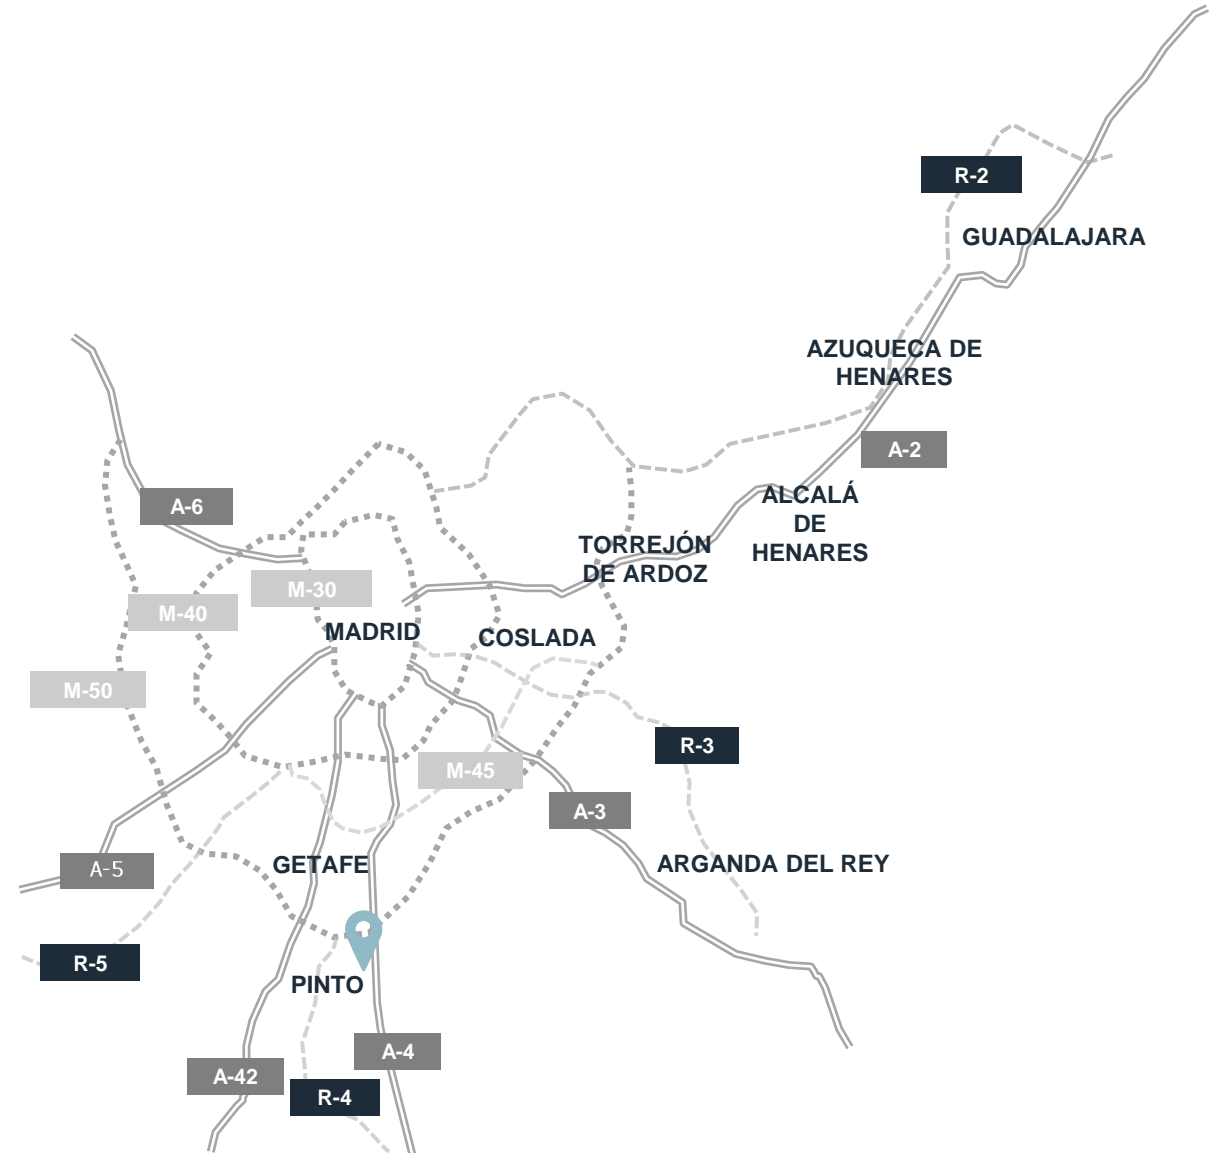 R-2
GUADALAJARA
AZUQUECA DE
HENARES
A-2
ALCALÁ
DE
HENARES
A-6
TORREJÓN
DE ARDOZ
M-30
M-40
MADRID
COSLADA
M-50
R-3
M-45
A-3
GETAFE
ARGANDA DEL REY
A-5
R-5
PINTO
A-4
A-42
R-4